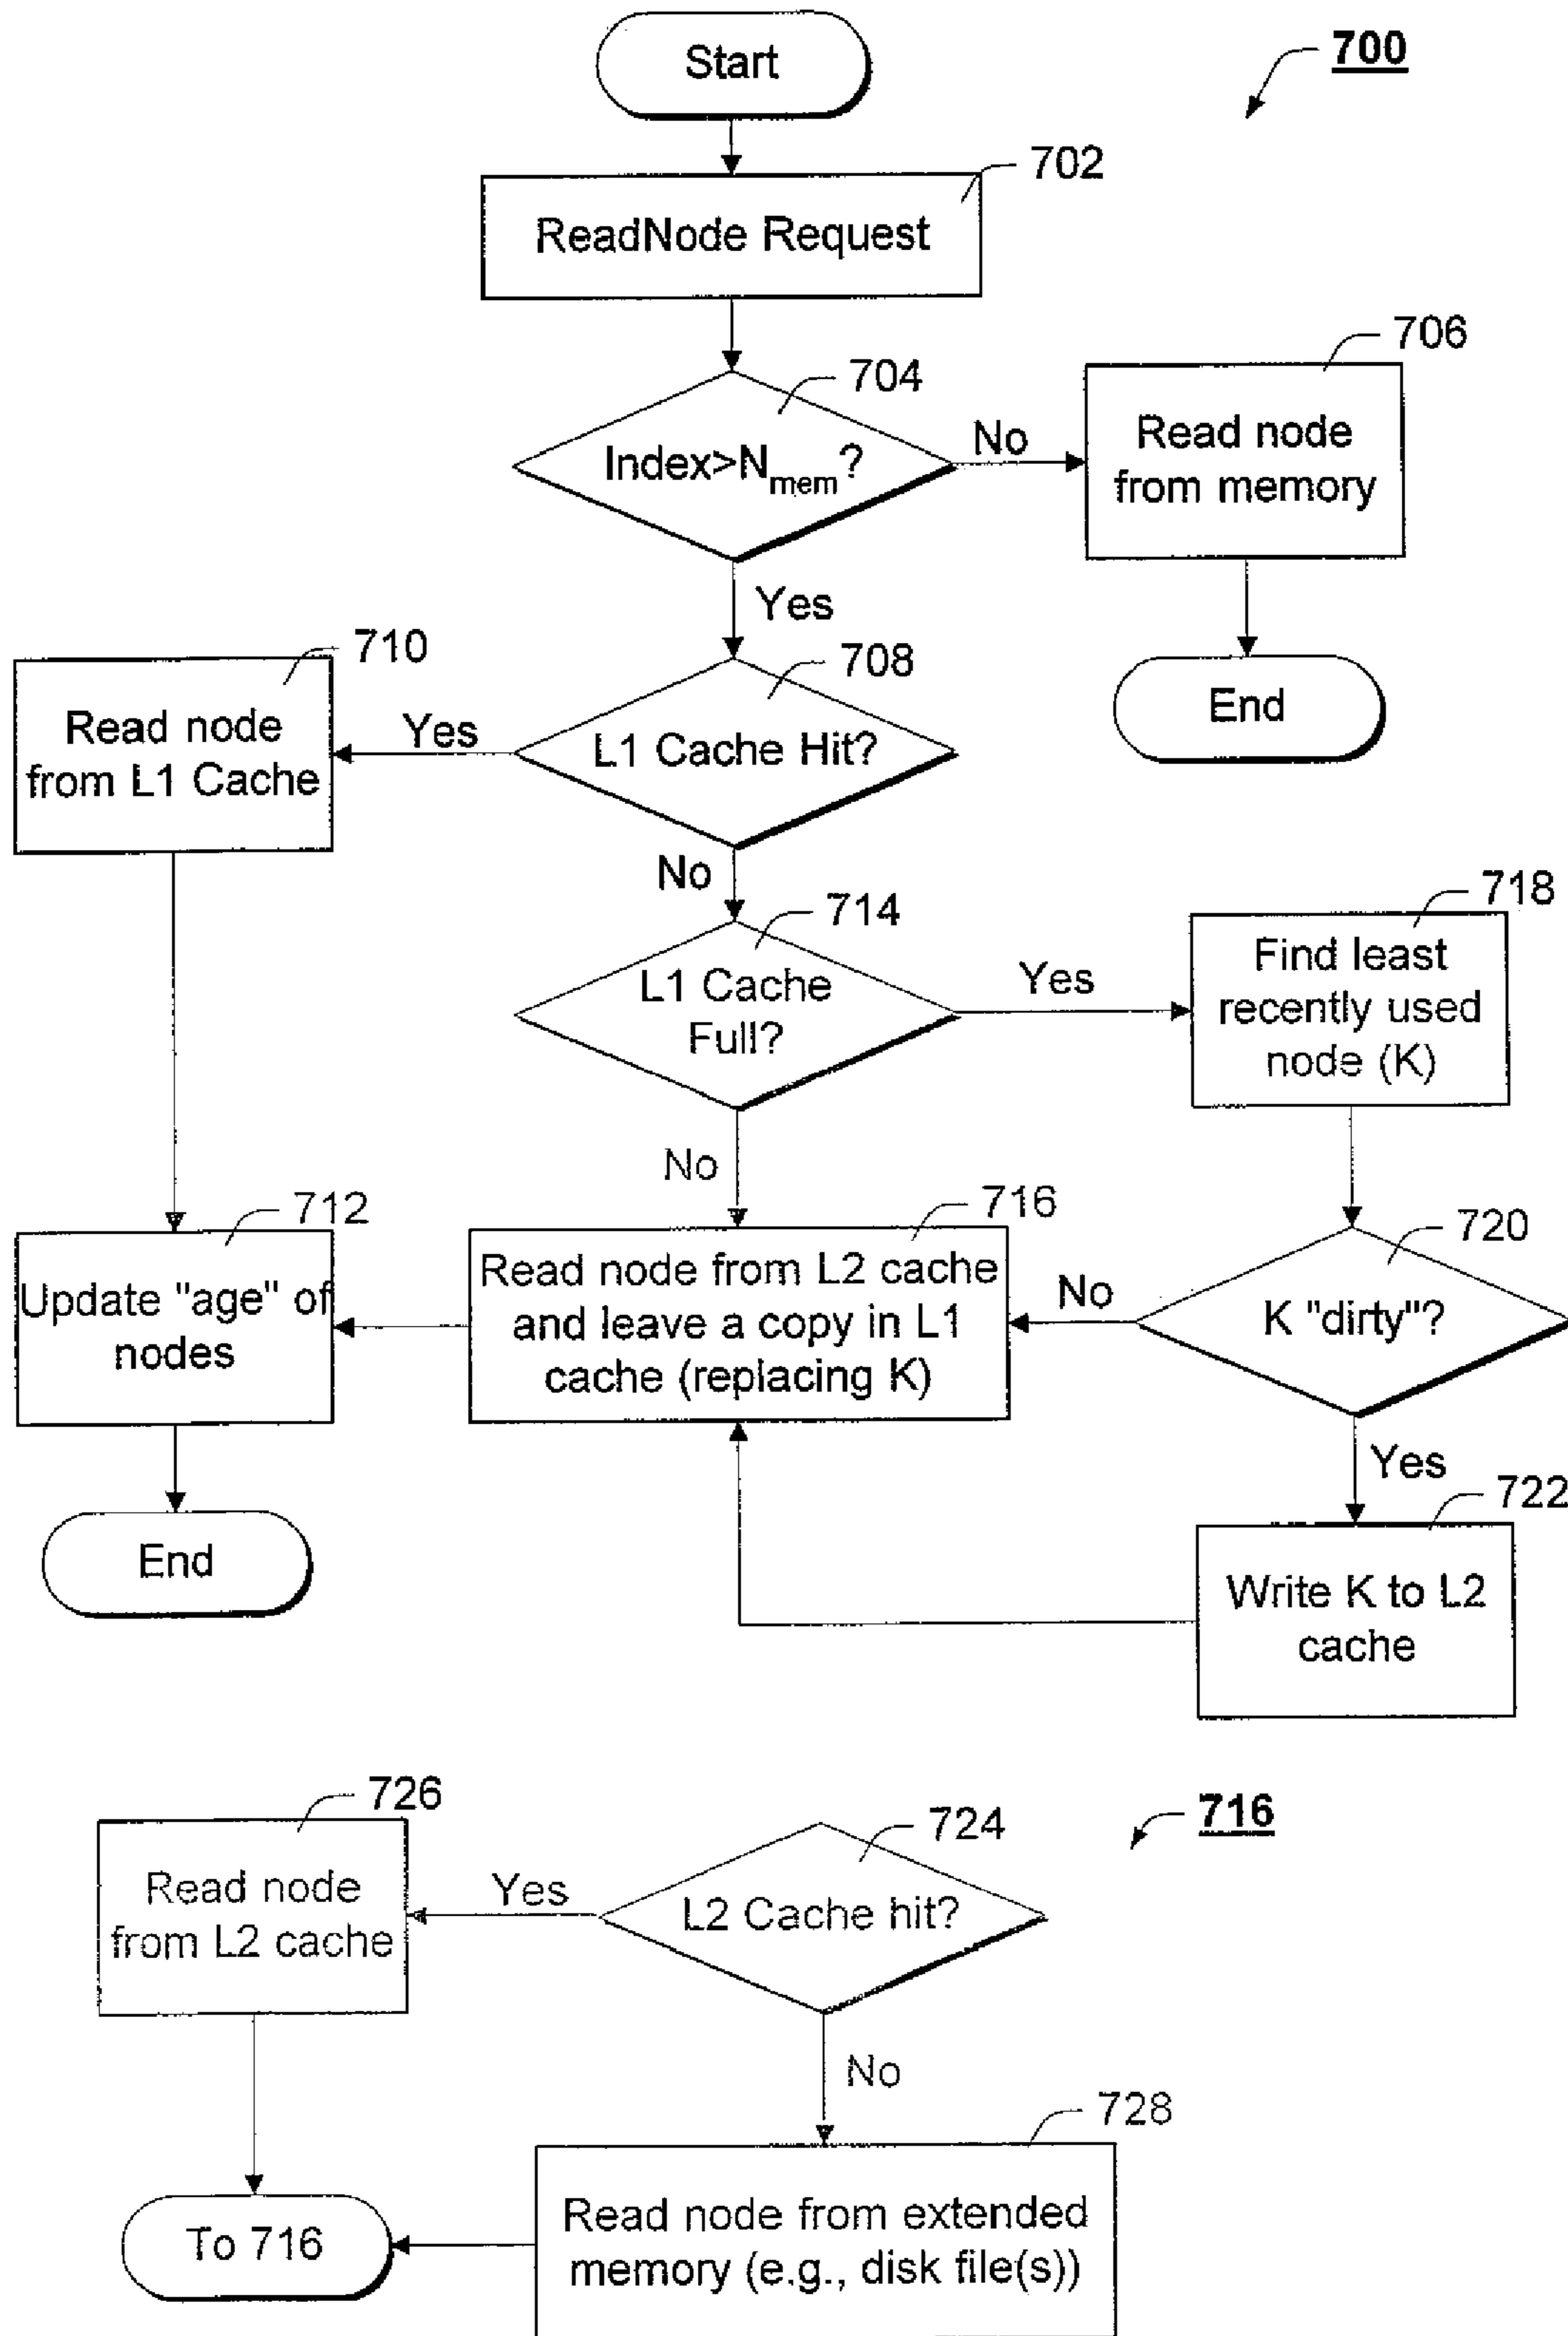 Start
700
702
ReadNode Request
704
Index>Nmem?
No
706
Read node
from memory
Yes
End
708
L1 Cache Hit?
Yes
710
Read node
from L1 Cache
No
714
L1 Cache
Full?
Yes
718
Find least
recently used
node (K)
No
712
Update "age" of
nodes
716
Read node from L2 cache
and leave a copy in L1
cache (replacing K)
No
720
K "dirty"?
Yes
End
722
Write K to L2
cache
716
724
L2 Cache hit?
Yes
726
Read node
from L2 cache
No
728
Read node from extended
memory (e.g., disk file(s))
To 716